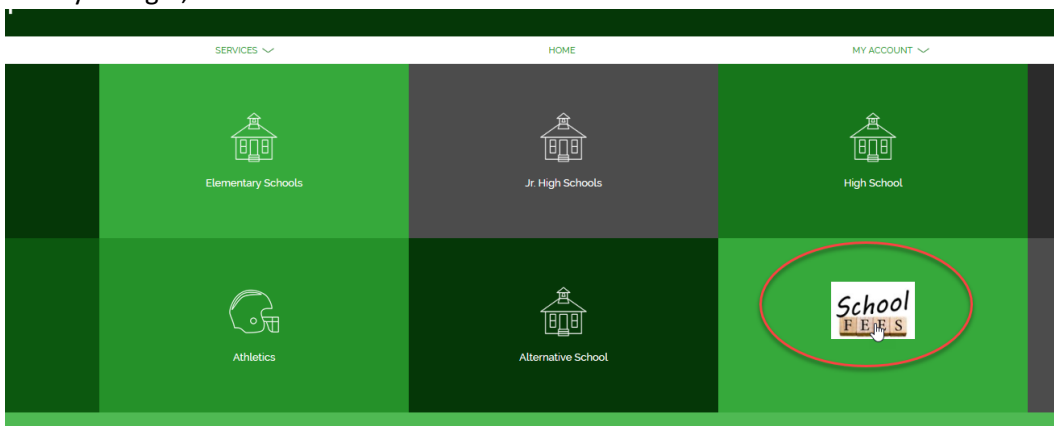 SERVICES HOME MY ACCOUNT
Elementary Schools Jr. High Schools High School
School
FEES
Athletics Alternative School